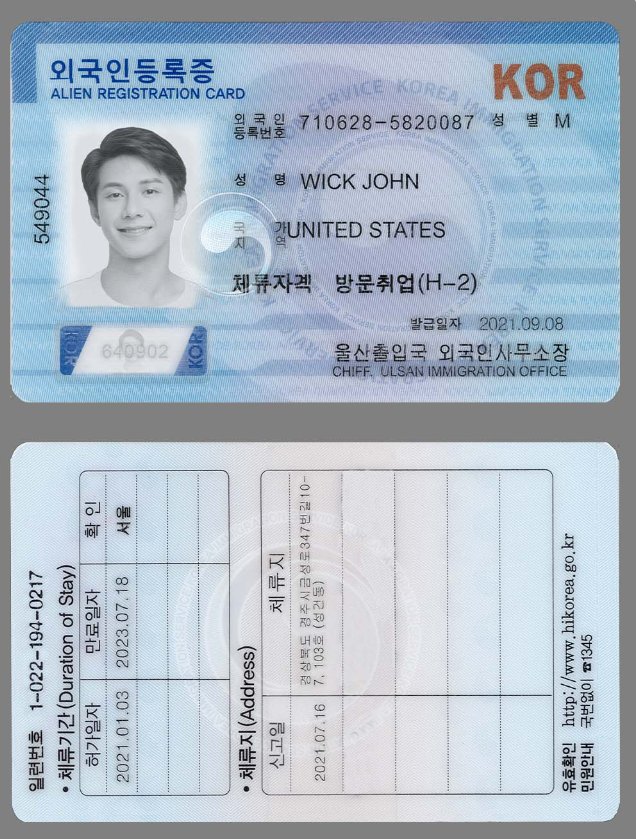 외국인등록증
ALIEN REGISTRATION CARD
KOR
외 국 인
등록번호 710628-5820087 성 별 M
549044
성 명 WICK JOHN
국 가
지 역 UNITED STATES
체류자격 방문취업(H-2)
발급일자 2021.09.08
울산출입국 외국인사무소장
CHIFF, ULSAN IMMIGRATION OFFICE
KOR 640902 KOR
일련번호 1-022-194-0217
• 체류기간(Duration of Stay)
허가일자 만료일자 확 인
2021.01.03 2023.07.18 서울
• 체류지(Address)
신고일 체 류 지
2021.07.16 경상북도 경주시금성로347번길10-
7, 103호 (성건동)
유효확인 http://www.hikorea.go.kr
민원안내 국번없이 ☎1345